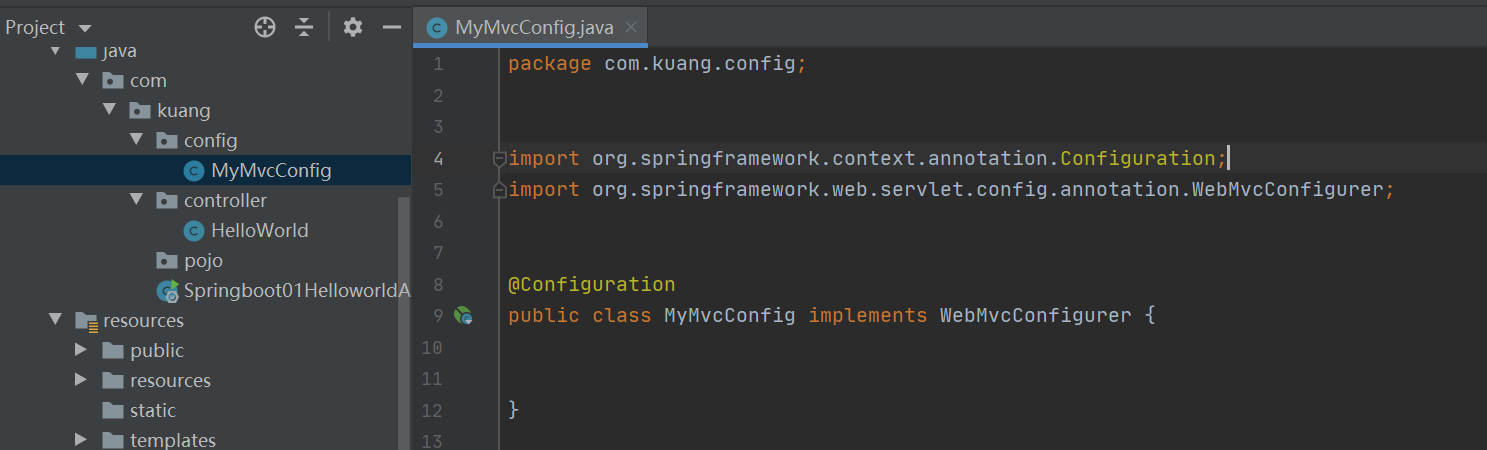 Project
java
com
kuang
config
MyMvcConfig
controller
HelloWorld
pojo
Springboot01HelloworldA
resources
public
resources
static
templates
MyMvcConfig.java
1 package com.kuang.config;
2
3
4 import org.springframework.context.annotation.Configuration;
5 import org.springframework.web.servlet.config.annotation.WebMvcConfigurer;
6
7
8 @Configuration
9 public class MyMvcConfig implements WebMvcConfigurer {
10
11
12 }
13